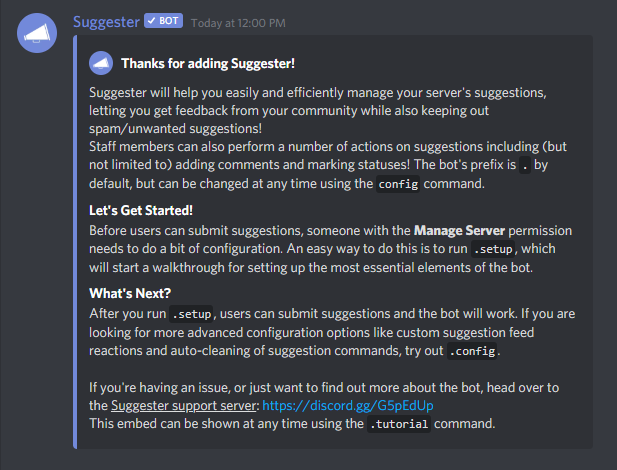 Suggester ✓ BOT Today at 12:00 PM
Thanks for adding Suggester!
Suggester will help you easily and efficiently manage your server's suggestions,
letting you get feedback from your community while also keeping out
spam/unwanted suggestions!
Staff members can also perform a number of actions on suggestions including (but
not limited to) adding comments and marking statuses! The bot's prefix is . by
default, but can be changed at any time using the config command.
Let's Get Started!
Before users can submit suggestions, someone with the Manage Server permission
needs to do a bit of configuration. An easy way to do this is to run .setup, which
will start a walkthrough for setting up the most essential elements of the bot.
What's Next?
After you run .setup, users can submit suggestions and the bot will work. If you are
looking for more advanced configuration options like custom suggestion feed
reactions and auto-cleaning of suggestion commands, try out .config.
If you're having an issue, or just want to find out more about the bot, head over to
the Suggester support server: https://discord.gg/G5pEdUp
This embed can be shown at any time using the .tutorial command.